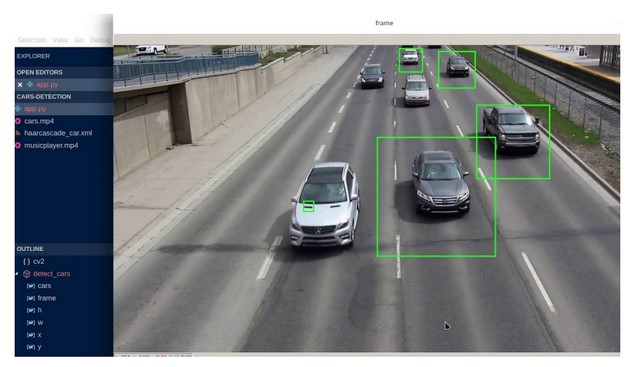 frame
Selection View Go Debug
EXPLORER
OPEN EDITORS
× app.py
CARS-DETECTION
app.py
cars.mp4
haarcascade_car.xml
musicplayer.mp4
OUTLINE
{} cv2
detect_cars
cars
frame
h
w
x
y